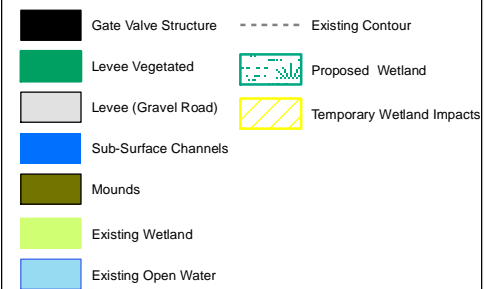 Gate Valve Structure
Levee Vegetated
Levee (Gravel Road)
Sub-Surface Channels
Mounds
Existing Wetland
Existing Open Water
Existing Contour
Proposed Wetland
Temporary Wetland Impacts